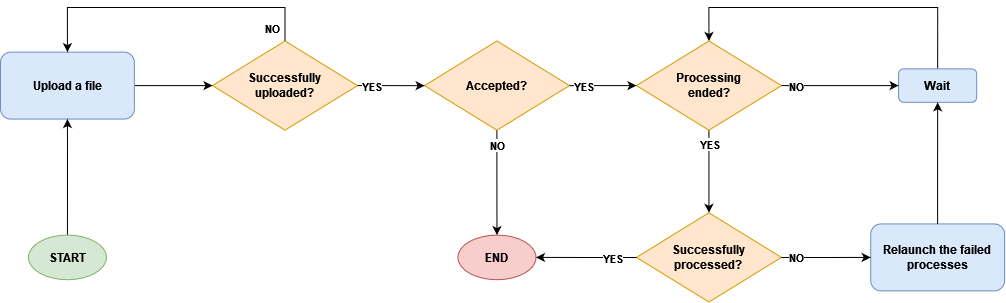 NO
Upload a file
Successfully
uploaded?
YES
Accepted?
YES
Processing
ended?
NO
Wait
NO
YES
START
END
YES
Successfully
processed?
NO
Relaunch the failed
processes